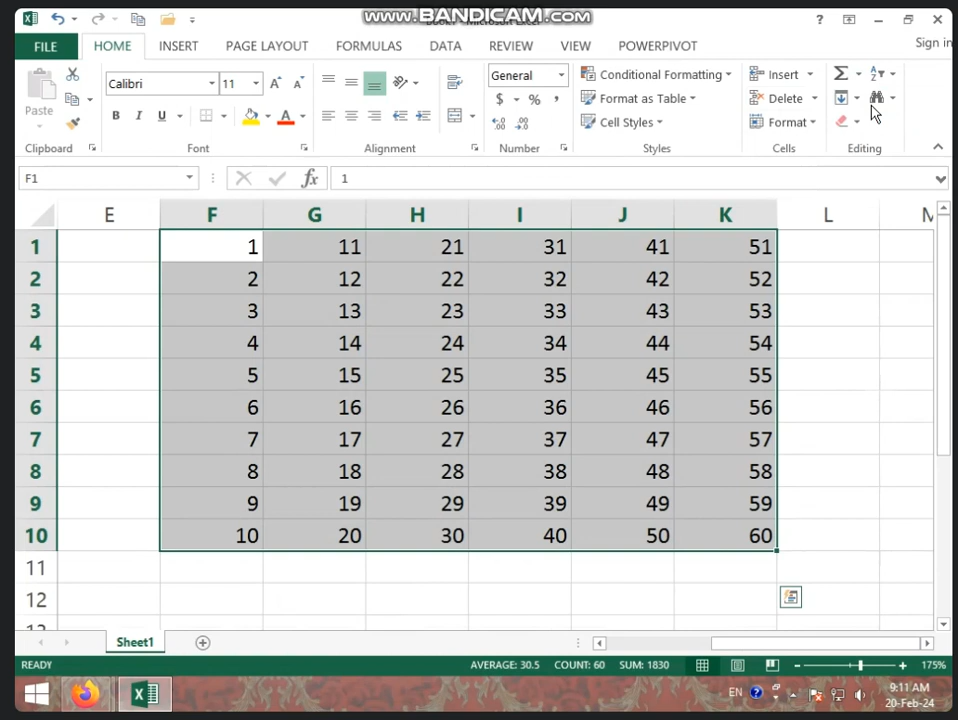 www.BANDICAM.com
? 
FILE HOME INSERT PAGE LAYOUT FORMULAS DATA REVIEW VIEW POWERPIVOT Sign in
Calibri 11 General Conditional Formatting Insert
Paste B I U $ % , Format as Table Delete
Cell Styles Format
Clipboard Font Alignment Number Styles Cells Editing
F1 fx 1
E F G H I J K L M
1 1 11 21 31 41 51
2 2 12 22 32 42 52
3 3 13 23 33 43 53
4 4 14 24 34 44 54
5 5 15 25 35 45 55
6 6 16 26 36 46 56
7 7 17 27 37 47 57
8 8 18 28 38 48 58
9 9 19 29 39 49 59
10 10 20 30 40 50 60
11
12
Sheet1
READY AVERAGE: 30.5 COUNT: 60 SUM: 1830 175%
EN 9:11 AM
20-Feb-24